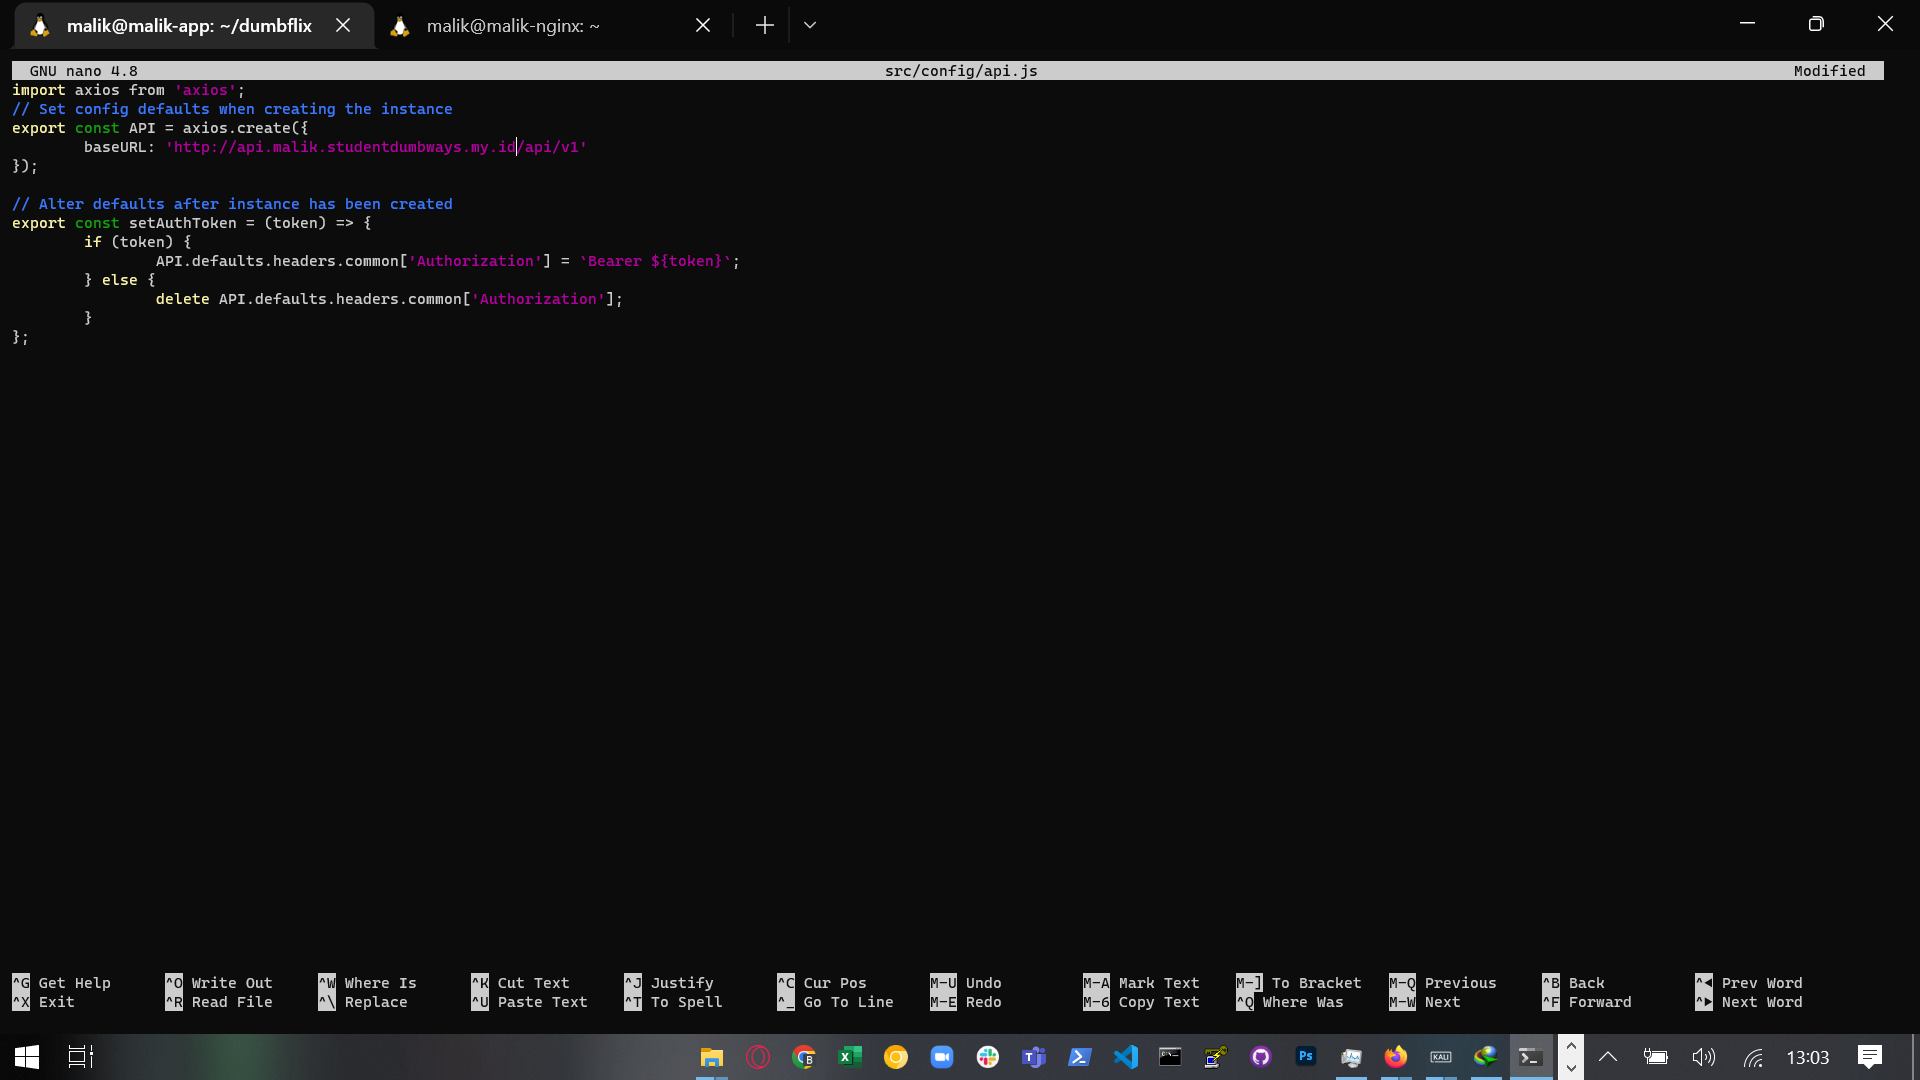 malik@malik-app: ~/dumbflix
malik@malik-nginx: ~
GNU nano 4.8 src/config/api.js Modified
import axios from 'axios';
// Set config defaults when creating the instance
export const API = axios.create({
baseURL: 'http://api.malik.studentdumbways.my.id/api/v1'
});
// Alter defaults after instance has been created
export const setAuthToken = (token) => {
if (token) {
API.defaults.headers.common['Authorization'] = `Bearer ${token}`;
} else {
delete API.defaults.headers.common['Authorization'];
}
};
^G Get Help ^O Write Out ^W Where Is ^K Cut Text ^J Justify ^C Cur Pos M-U Undo M-A Mark Text M-] To Bracket M-Q Previous ^B Back ^◄ Prev Word
^X Exit ^R Read File ^\ Replace ^U Paste Text ^T To Spell ^_ Go To Line M-E Redo M-6 Copy Text ^Q Where Was M-W Next ^F Forward ^► Next Word
13:03